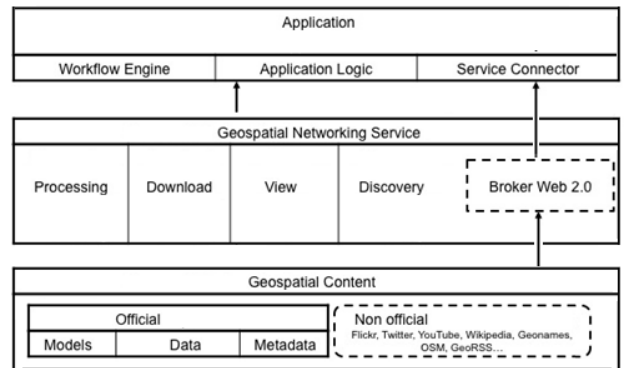 Application
Workflow Engine Application Logic Service Connector
Geospatial Networking Service
Processing Download View Discovery Broker Web 2.0
Geospatial Content
Official
Models Data Metadata
Non official
Flickr, Twitter, YouTube, Wikipedia, Geonames,
OSM, GeoRSS...